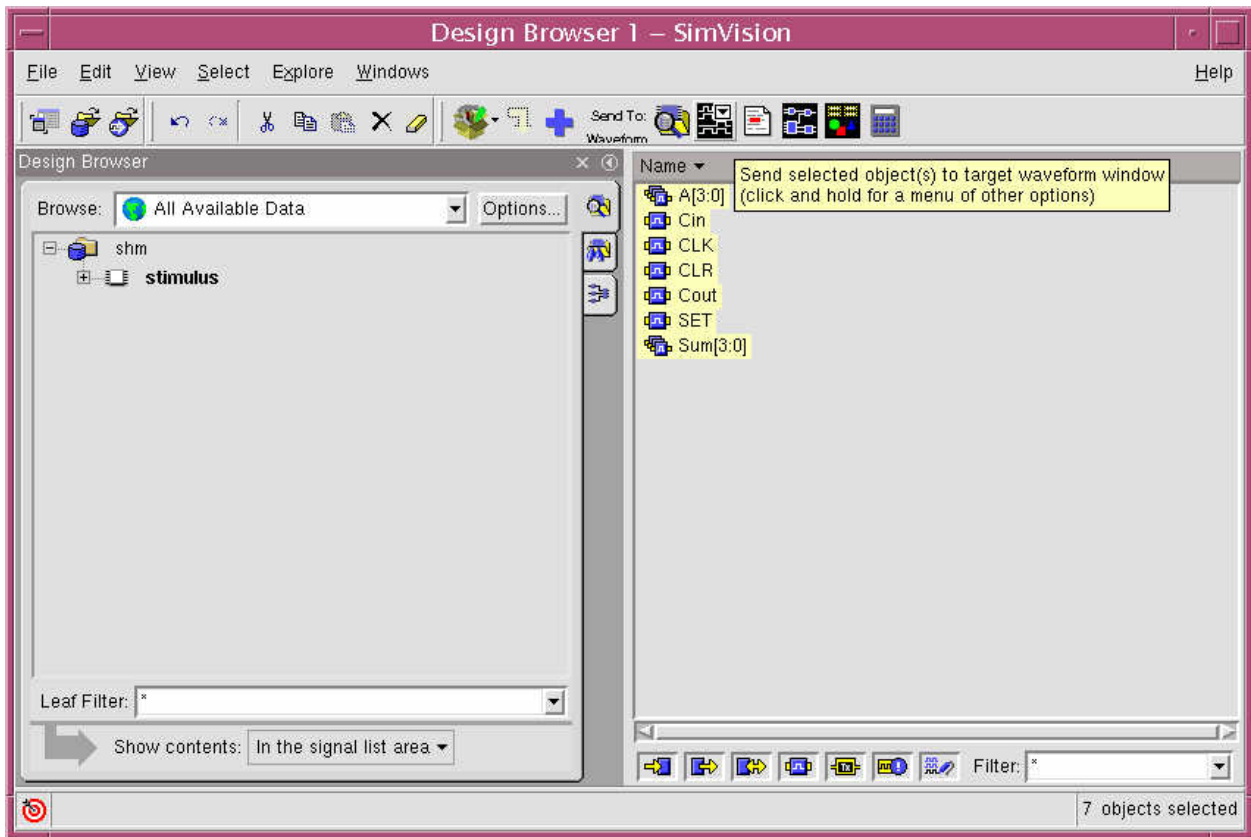 Design Browser 1 – SimVision
File Edit View Select Explore Windows Help
Send To:
Waveform
Design Browser
Name
Send selected object(s) to target waveform window
(click and hold for a menu of other options)
Browse: All Available Data Options...
A[3:0]
Cin
shm
CLK
stimulus
CLR
Cout
SET
Sum[3:0]
Leaf Filter: *
Show contents: In the signal list area
Filter: *
7 objects selected